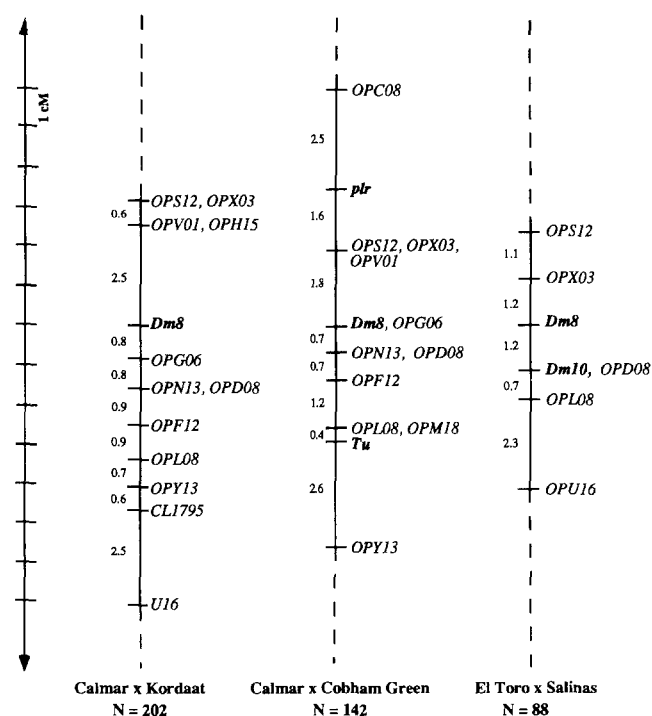 1 cM
OPS12, OPX03
0.6
OPV01, OPH15
2.5
Dm8
0.8
OPG06
0.8
OPN13, OPD08
0.9
OPF12
0.9
OPL08
0.7
OPY13
0.6
CL1795
2.5
U16
Calmar x Kordaat
N = 202
OPC08
2.5
plr
1.6
OPS12, OPX03,
OPV01
1.8
Dm8, OPG06
0.7
OPN13, OPD08
0.7
OPF12
1.2
OPL08, OPM18
0.4
Tu
2.6
OPY13
Calmar x Cobham Green
N = 142
OPS12
1.1
OPX03
1.2
Dm8
1.2
Dm10, OPD08
0.7
OPL08
2.3
OPU16
El Toro x Salinas
N = 88